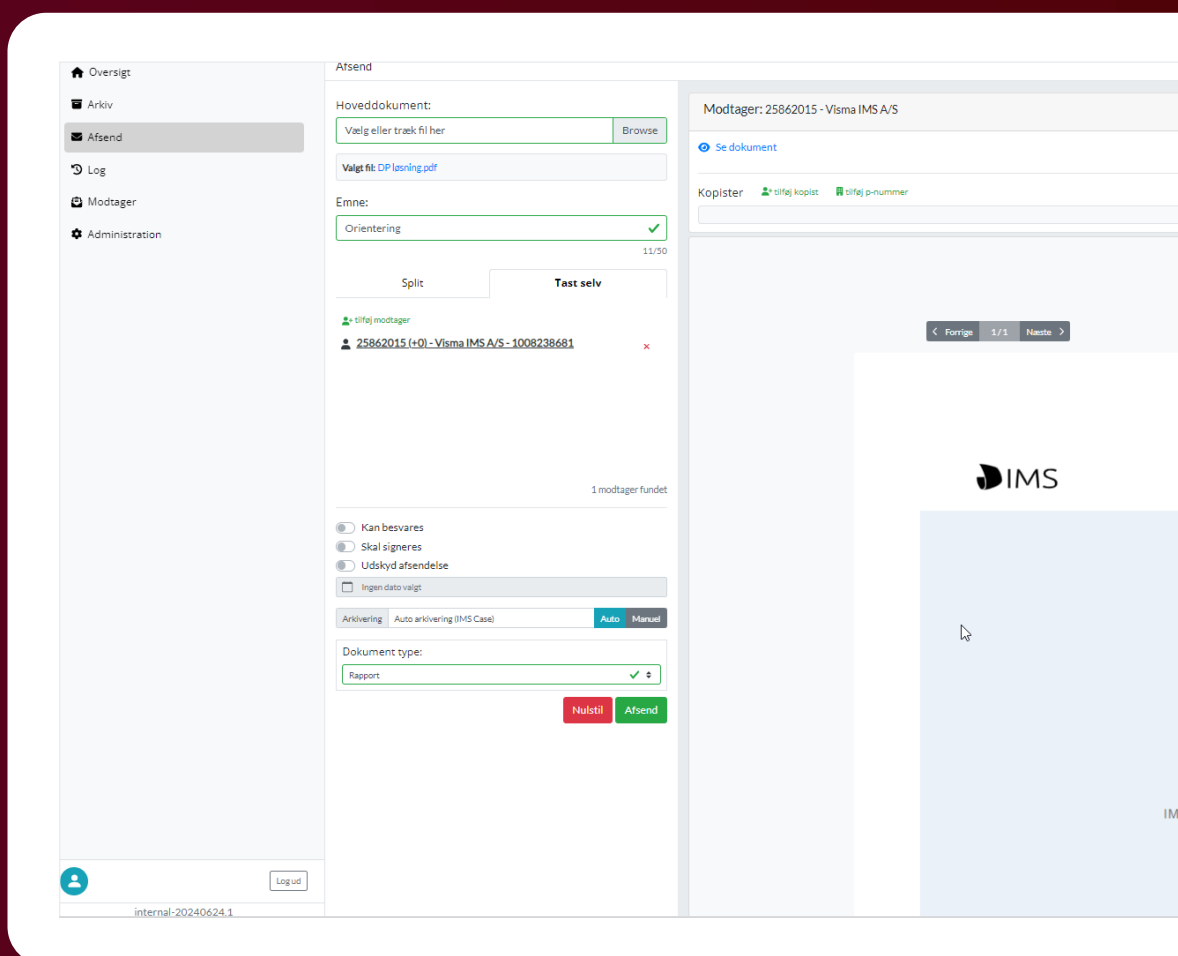 Oversigt
Arkiv
Afsend
Log
Modtager
Administration
Log ud
internal-20240624.1
Afsend
Hoveddokument:
Vælg eller træk fil her
Browse
Valgt fil: DP løsning.pdf
Emne:
Orientering
11/50
Split
Tast selv
tilføj modtager
25862015 (+0) - Visma IMS A/S - 1008238681
1 modtager fundet
Kan besvares
Skal signeres
Udskyd afsendelse
Ingen dato valgt
Arkivering Auto arkivering (IMS Case) Auto Manuel
Dokument type:
Rapport
Nulstil Afsend
Modtager: 25862015 - Visma IMS A/S
Se dokument
Kopister tilføj kopist tilføj p-nummer
Forrige 1/1 Næste
IMS